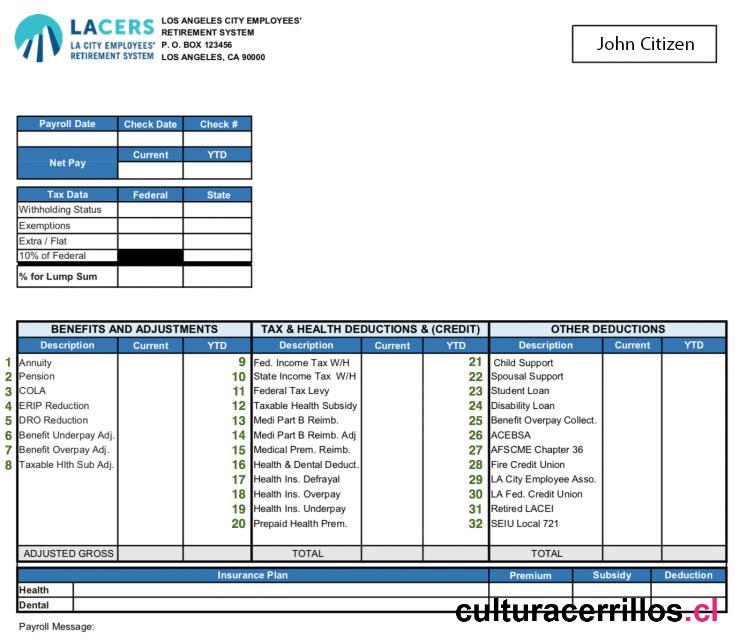 LACERS
LA CITY EMPLOYEES'
RETIREMENT SYSTEM
LOS ANGELES CITY EMPLOYEES'
RETIREMENT SYSTEM
P. O. BOX 123456
LOS ANGELES, CA 90000
John Citizen
Payroll Date Check Date Check #
Net Pay Current YTD
Tax Data Federal State
Withholding Status
Exemptions
Extra / Flat
10% of Federal
% for Lump Sum
BENEFITS AND ADJUSTMENTS TAX & HEALTH DEDUCTIONS & (CREDIT) OTHER DEDUCTIONS
Description Current YTD Description Current YTD Description Current YTD
1 Annuity 9 Fed. Income Tax W/H 21 Child Support
2 Pension 10 State Income Tax W/H 22 Spousal Support
3 COLA 11 Federal Tax Levy 23 Student Loan
4 ERIP Reduction 12 Taxable Health Subsidy 24 Disability Loan
5 DRO Reduction 13 Medi Part B Reimb. 25 Benefit Overpay Collect.
6 Benefit Underpay Adj. 14 Medi Part B Reimb. Adj 26 ACEBSA
7 Benefit Overpay Adj. 15 Medical Prem. Reimb. 27 AFSCME Chapter 36
8 Taxable Hlth Sub Adj. 16 Health & Dental Deduct. 28 Fire Credit Union
17 Health Ins. Defrayal 29 LA City Employee Asso.
18 Health Ins. Overpay 30 LA Fed. Credit Union
19 Health Ins. Underpay 31 Retired LACEI
20 Prepaid Health Prem. 32 SEIU Local 721
ADJUSTED GROSS TOTAL TOTAL
Insurance Plan Premium Subsidy Deduction
Health
Dental
culturacerrillos.cl
Payroll Message: